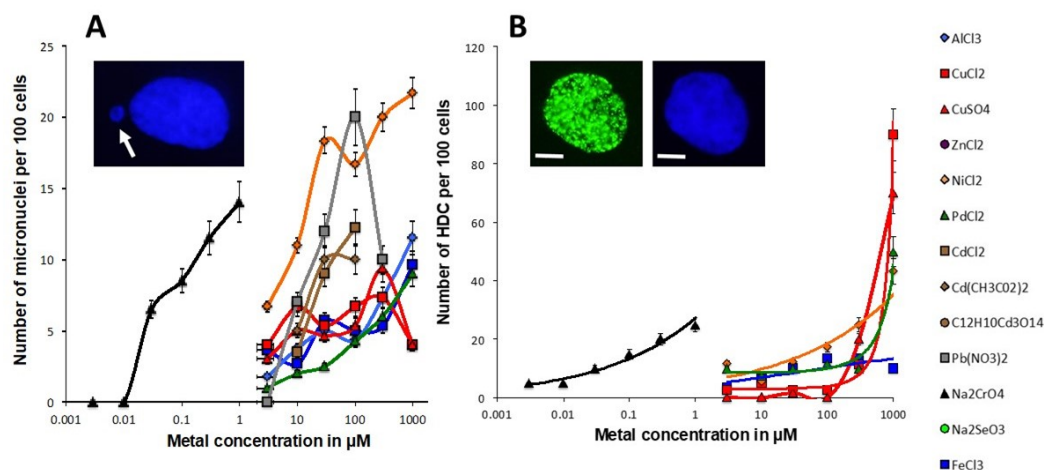 A
B
Number of micronuclei per 100 cells
25
20
15
10
5
0
0.001 0.01 0.1 1 10 100 1000
Metal concentration in µM
Number of HDC per 100 cells
120
100
80
60
40
20
0
0.001 0.01 0.1 1 10 100 1000
Metal concentration in µM
AlCl3
CuCl2
CuSO4
ZnCl2
NiCl2
PdCl2
CdCl2
Cd(CH3C02)2
C12H10Cd3O14
Pb(NO3)2
Na2CrO4
Na2SeO3
FeCl3